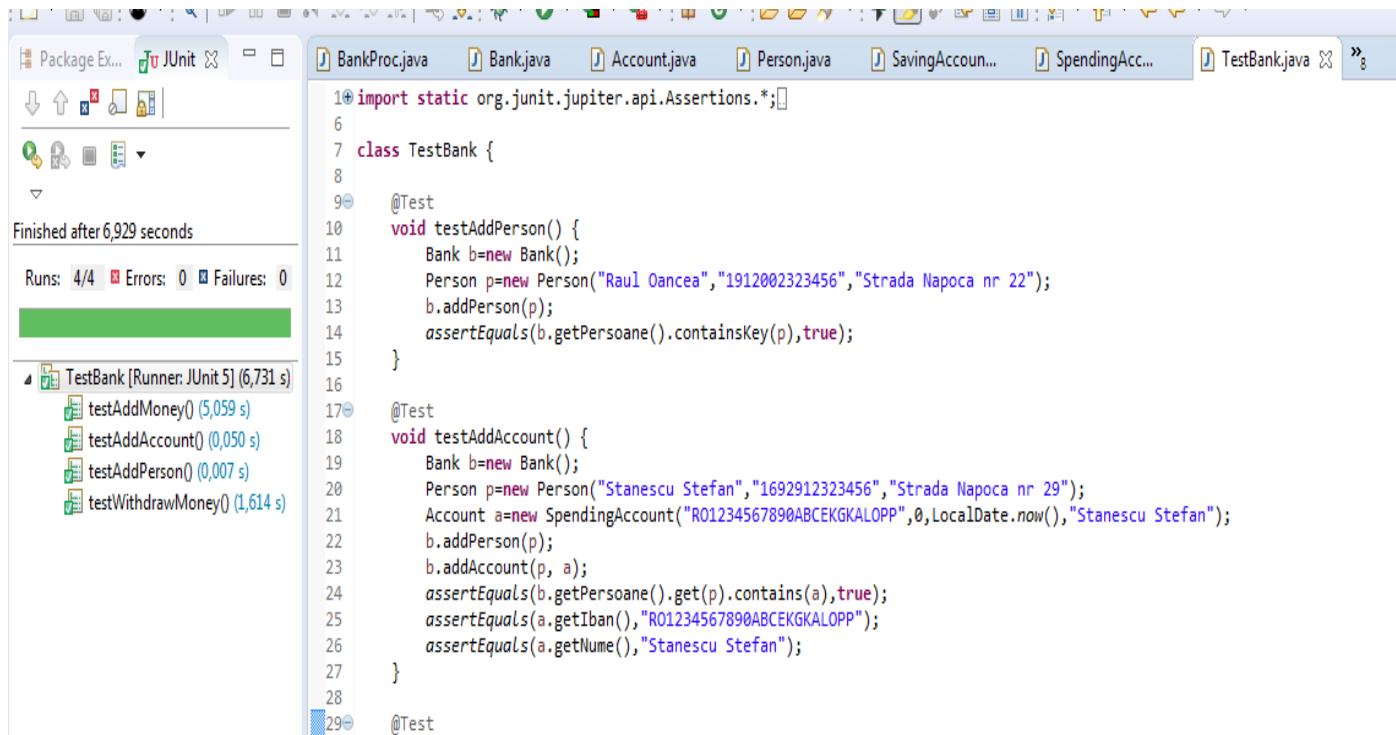 Package Ex... JUnit
Finished after 6,929 seconds
Runs: 4/4 Errors: 0 Failures: 0
TestBank [Runner: JUnit 5] (6,731 s)
testAddMoney() (5,059 s)
testAddAccount() (0,050 s)
testAddPerson() (0,007 s)
testWithdrawMoney() (1,614 s)
BankProc.java Bank.java Account.java Person.java SavingAccoun... SpendingAcc... TestBank.java »8
1 import static org.junit.jupiter.api.Assertions.*;
6
7 class TestBank {
8
9 @Test
10 void testAddPerson() {
11 Bank b=new Bank();
12 Person p=new Person("Raul Oancea","1912002323456","Strada Napoca nr 22");
13 b.addPerson(p);
14 assertEquals(b.getPersoane().containsKey(p),true);
15 }
16
17 @Test
18 void testAddAccount() {
19 Bank b=new Bank();
20 Person p=new Person("Stanescu Stefan","1692912323456","Strada Napoca nr 29");
21 Account a=new SpendingAccount("RO1234567890ABCEKGKALOPP",0,LocalDate.now(),"Stanescu Stefan");
22 b.addPerson(p);
23 b.addAccount(p, a);
24 assertEquals(b.getPersoane().get(p).contains(a),true);
25 assertEquals(a.getIban(),"RO1234567890ABCEKGKALOPP");
26 assertEquals(a.getNume(),"Stanescu Stefan");
27 }
28
29 @Test